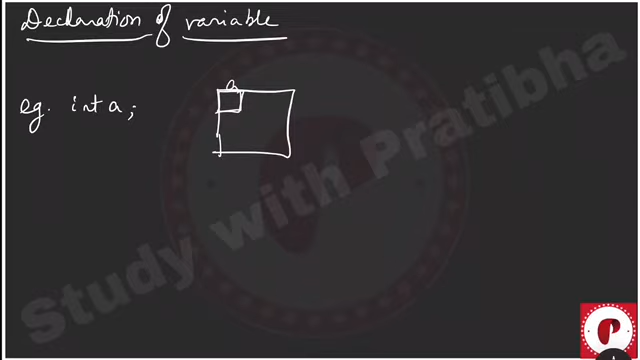 Declaration of variable
a
eg. int a;
Study with Pratibha
P